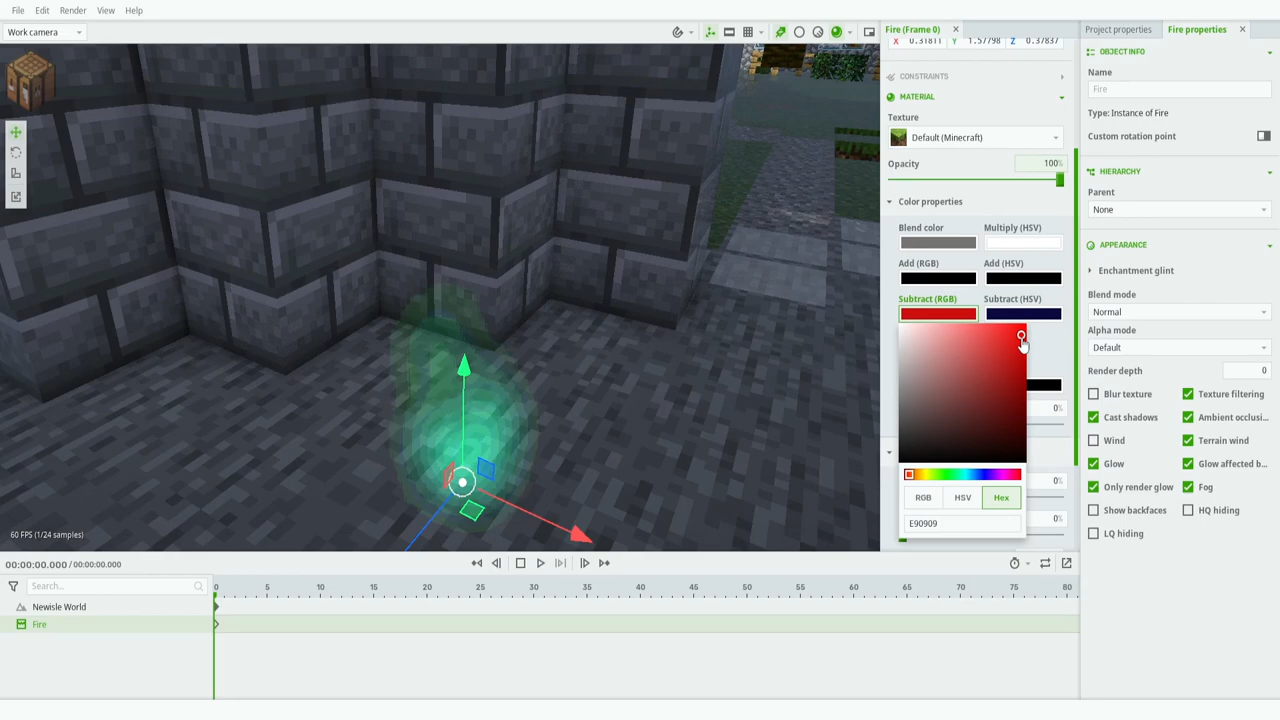 File Edit Render View Help
Work camera
Fire (Frame 0)
Project properties
Fire properties
X 0.31811 Y 1.57798 Z 0.37837
OBJECT INFO
CONSTRAINTS
Name
MATERIAL
Fire
Texture
Type: Instance of Fire
Default (Minecraft)
Custom rotation point
Opacity 100%
HIERARCHY
Parent
Color properties
None
Blend color Multiply (HSV)
APPEARANCE
Add (RGB) Add (HSV)
Enchantment glint
Subtract (RGB) Subtract (HSV)
Blend mode
Normal
Alpha mode
Default
Render depth 0
0%
Blur texture Texture filtering
Cast shadows Ambient occlusi...
Wind Terrain wind
Glow Glow affected b...
0%
Only render glow Fog
RGB HSV Hex
Show backfaces HQ hiding
0%
E90909
LQ hiding
60 FPS (1/24 samples)
00:00:00.000 / 00:00:00.000
Search...
0 5 10 15 20 25 30 35 40 45 50 55 60 65 70 75 80
Newisle World
Fire